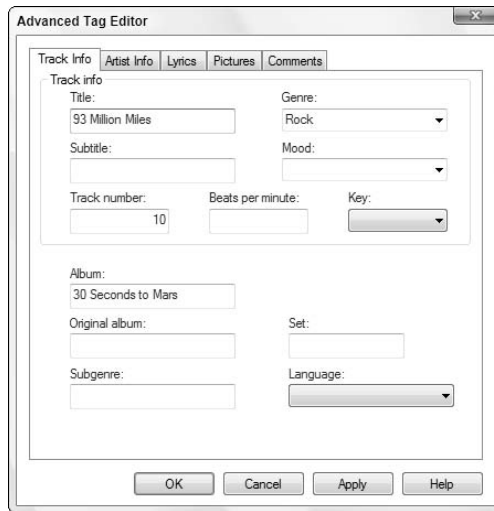 Advanced Tag Editor
Track Info Artist Info Lyrics Pictures Comments
Track info
Title: Genre:
93 Million Miles Rock
Subtitle: Mood:
Track number: Beats per minute: Key:
10
Album:
30 Seconds to Mars
Original album: Set:
Subgenre: Language:
OK Cancel Apply Help